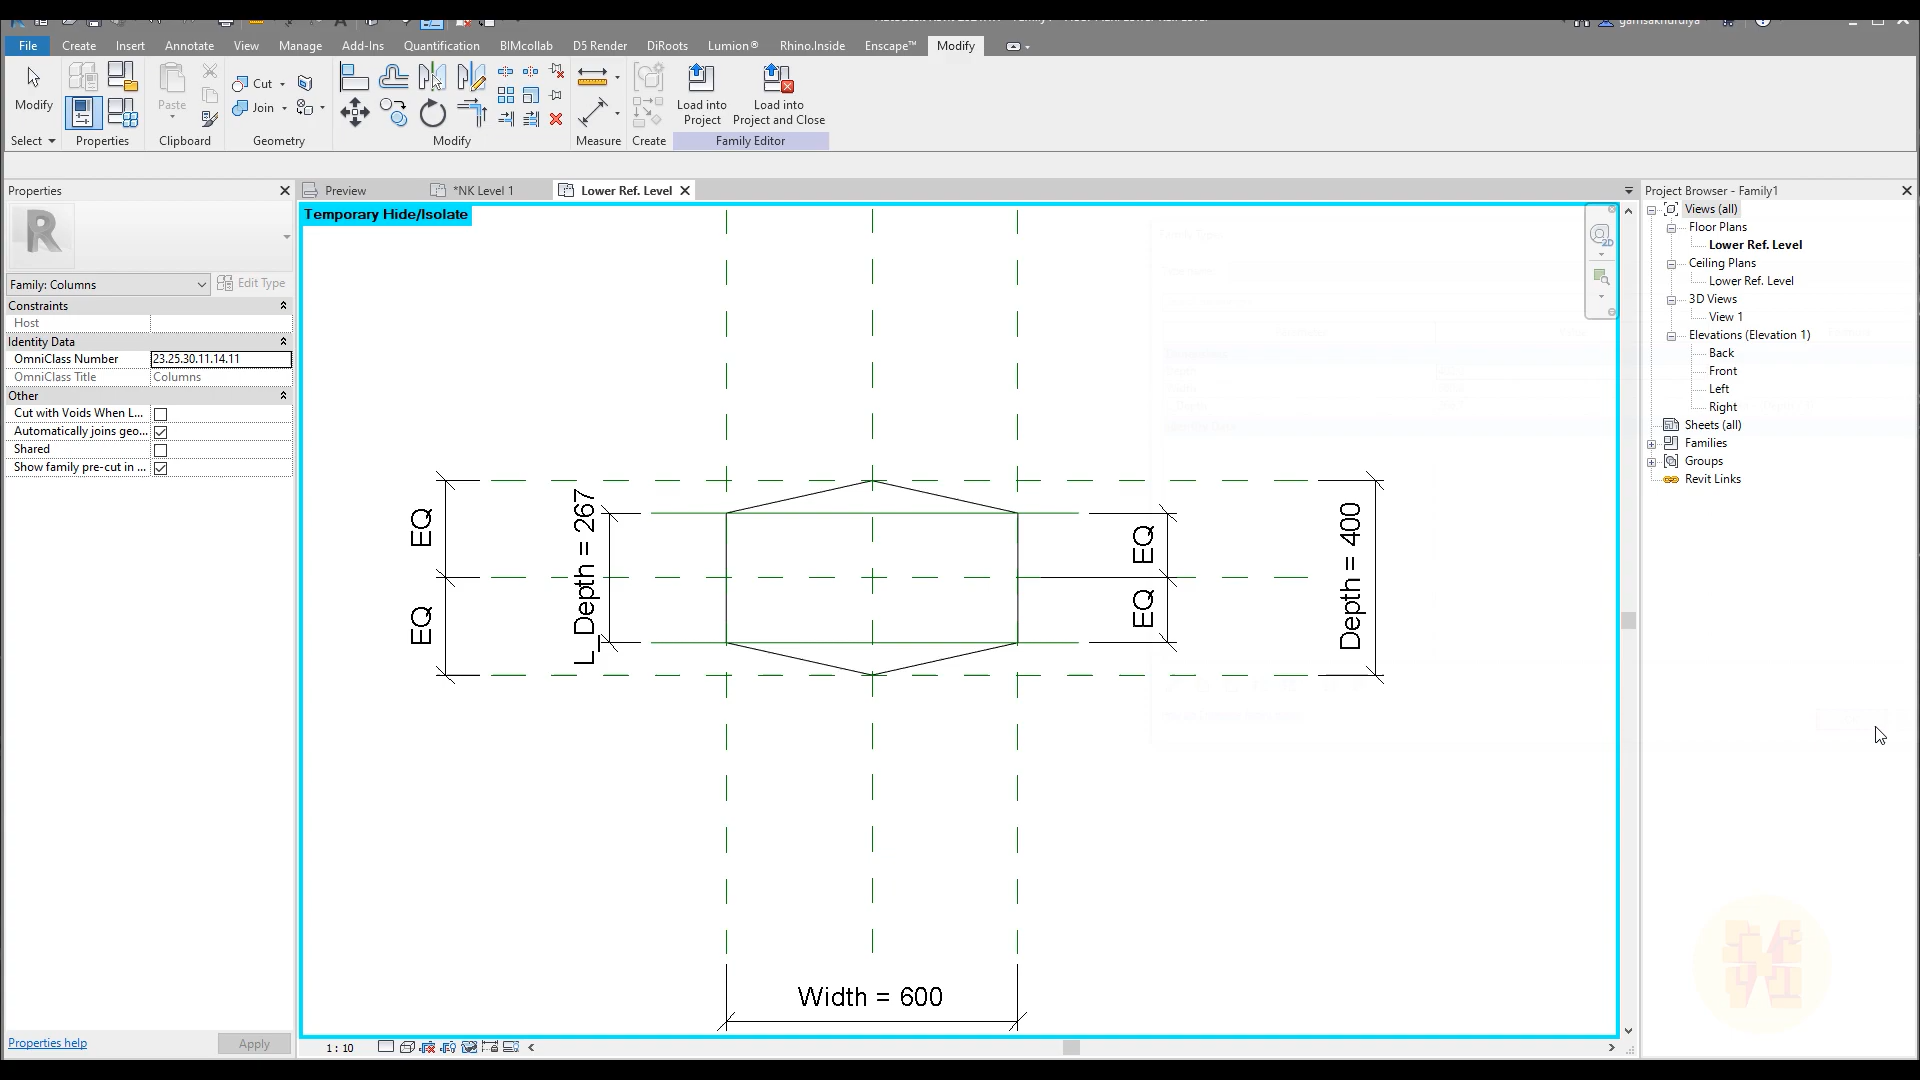 File Create Insert Annotate View Manage Add-Ins Quantification BIMcollab D5 Render DiRoots Lumion® Rhino.Inside Enscape™ Modify
Modify
Paste
Cut
Join
Load into
Project
Load into
Project and Close
Select Properties Clipboard Geometry Modify Measure Create Family Editor
Properties
Preview
*NK Level 1
Lower Ref. Level
Project Browser - Family1
R
Family: Columns
Edit Type
Constraints
Host
Identity Data
OmniClass Number 23.25.30.11.14.11
OmniClass Title Columns
Other
Cut with Voids When L...
Automatically joins geo...
Shared
Show family pre-cut in ...
Properties help
Apply
Temporary Hide/Isolate
EQ
EQ
L_Depth = 267
EQ
EQ
Depth = 400
Width = 600
1 : 10
2D
Views (all)
Floor Plans
Lower Ref. Level
Ceiling Plans
Lower Ref. Level
3D Views
View 1
Elevations (Elevation 1)
Back
Front
Left
Right
Sheets (all)
Families
Groups
Revit Links